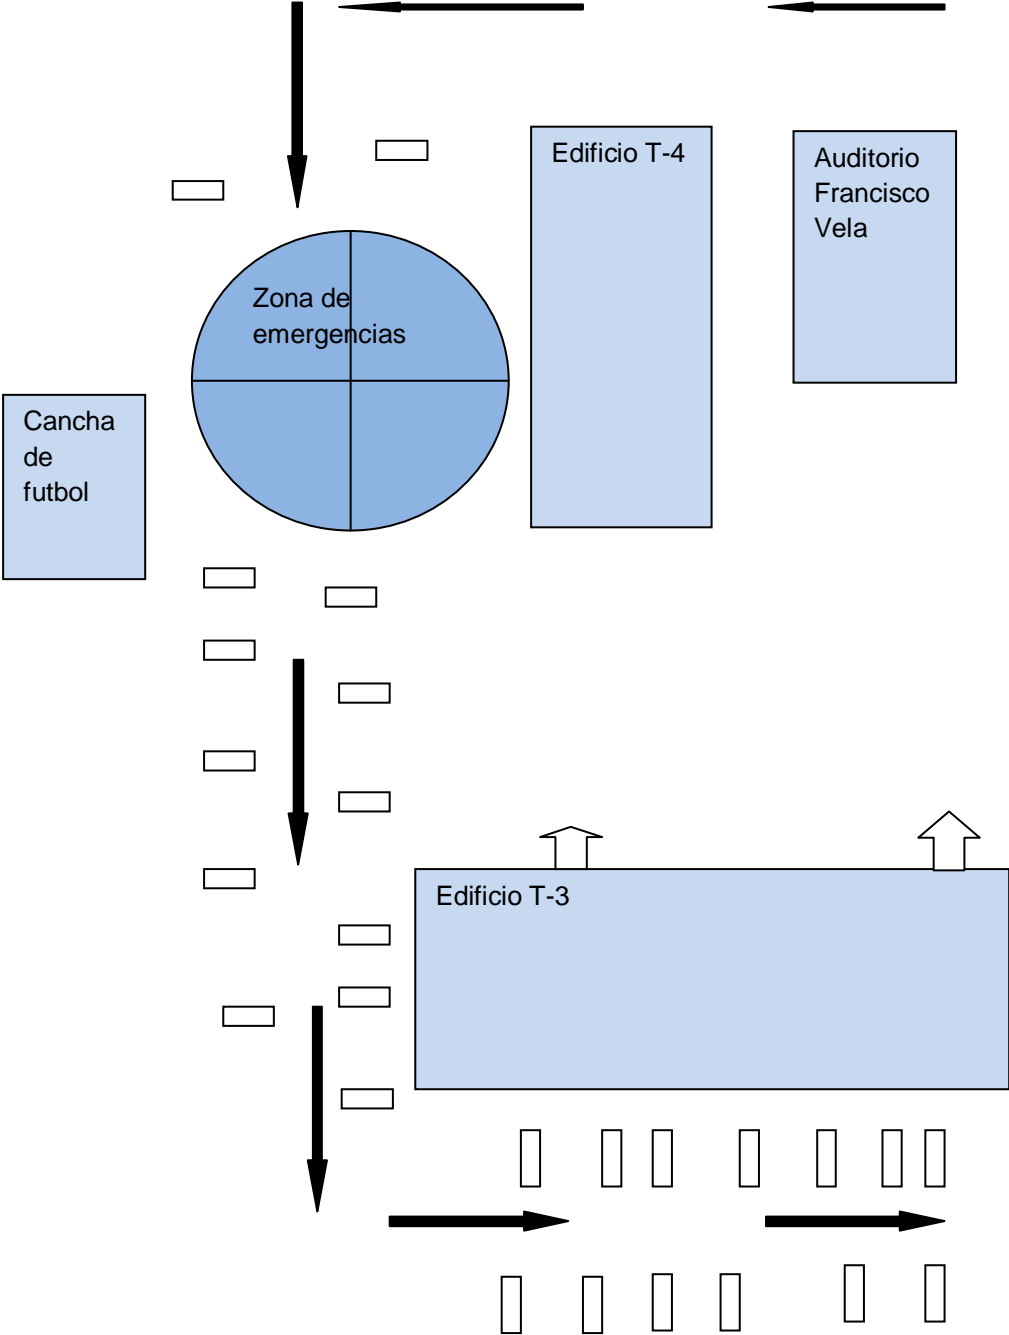 Edificio T-4
Auditorio
Francisco
Vela
Zona de
emergencias
Cancha
de
futbol
Edificio T-3